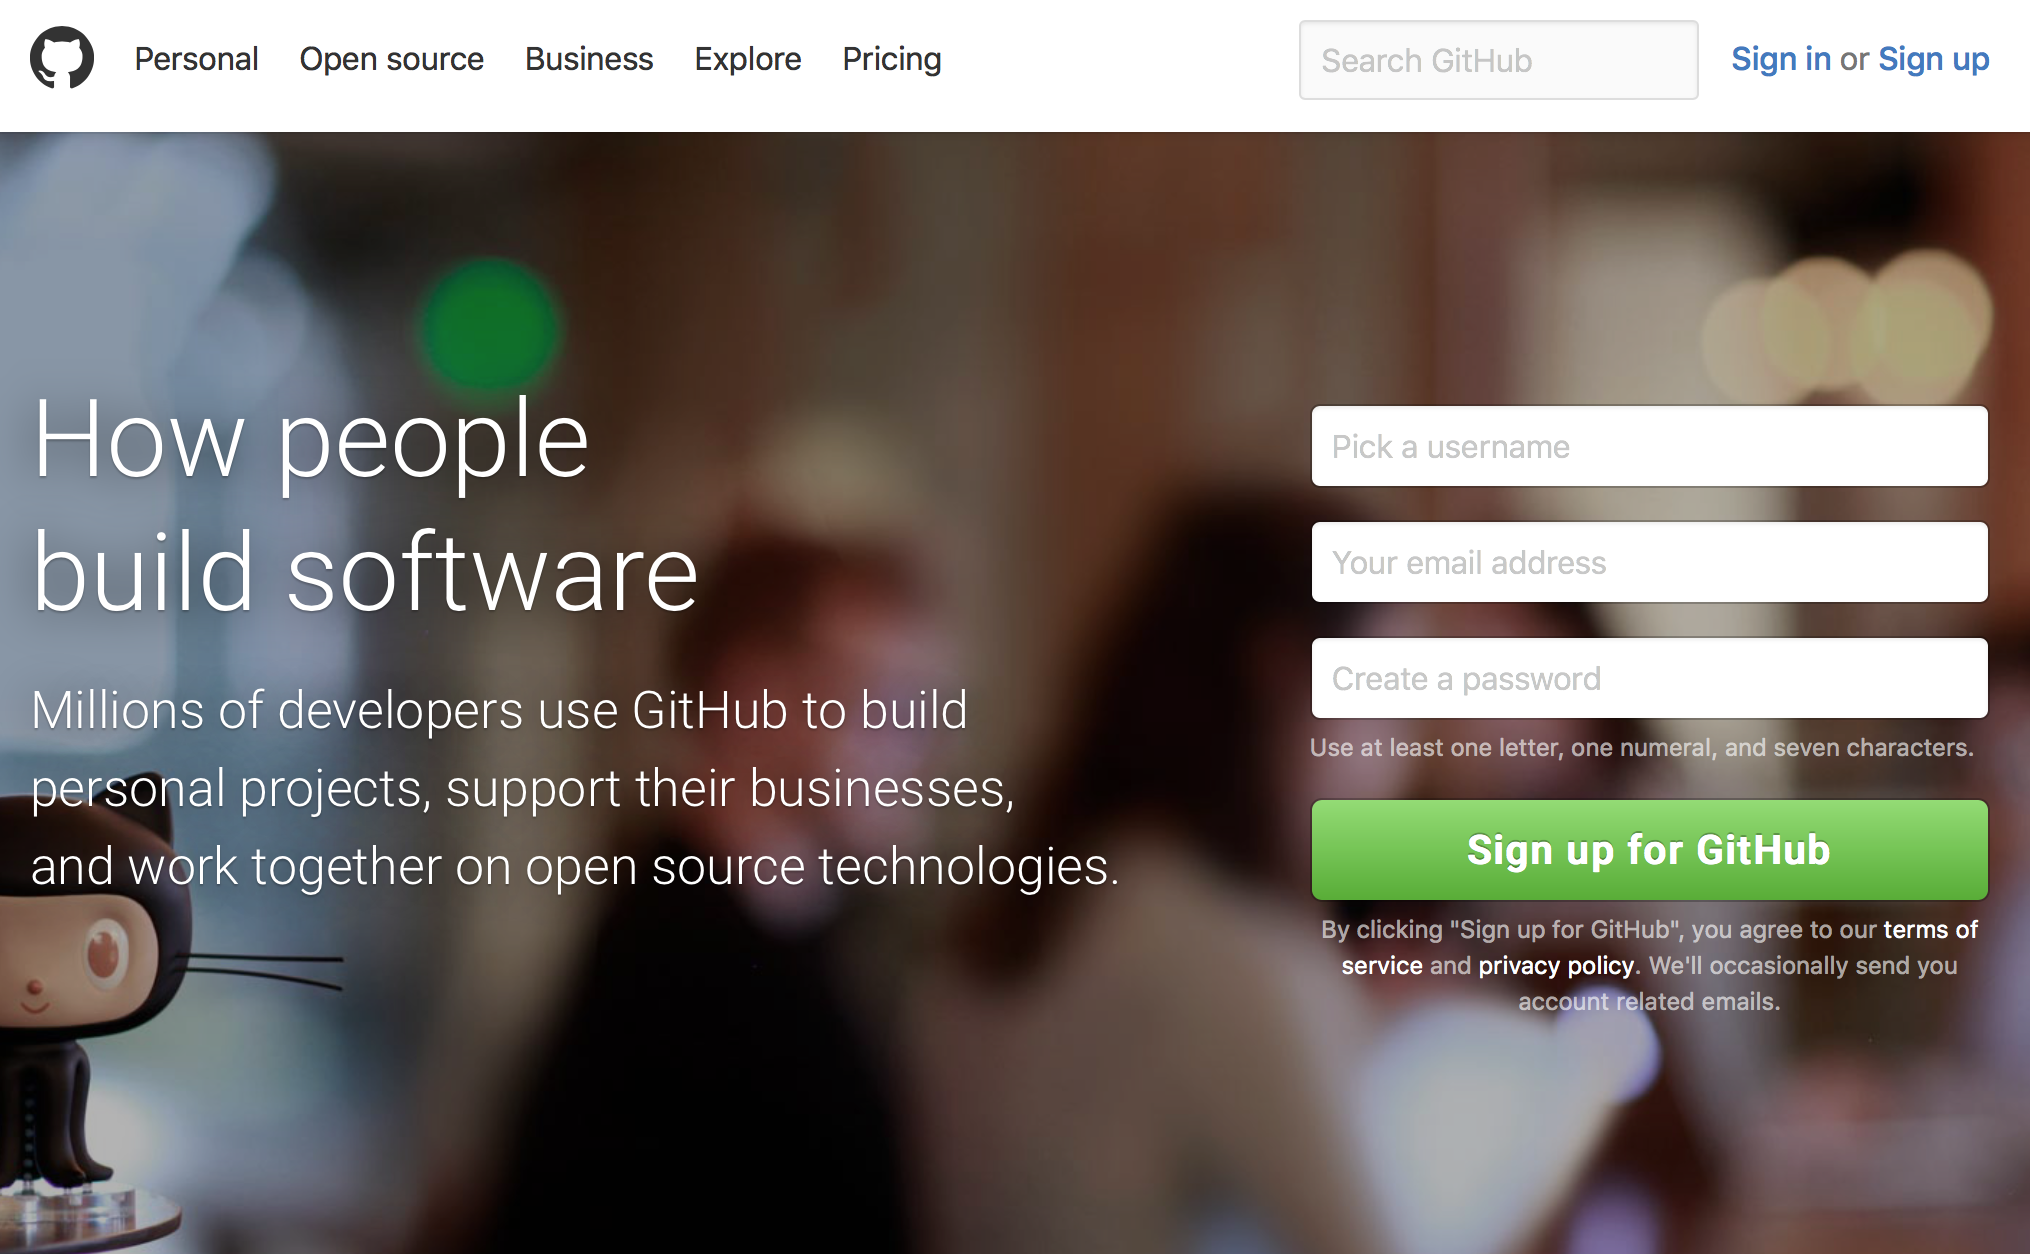 Personal
Open source
Business
Explore
Pricing
Search GitHub
Sign in or Sign up
How people
build software
Millions of developers use GitHub to build
personal projects, support their businesses,
and work together on open source technologies.
Pick a username
Your email address
Create a password
Use at least one letter, one numeral, and seven characters.
Sign up for GitHub
By clicking "Sign up for GitHub", you agree to our terms of
service and privacy policy. We'll occasionally send you
account related emails.